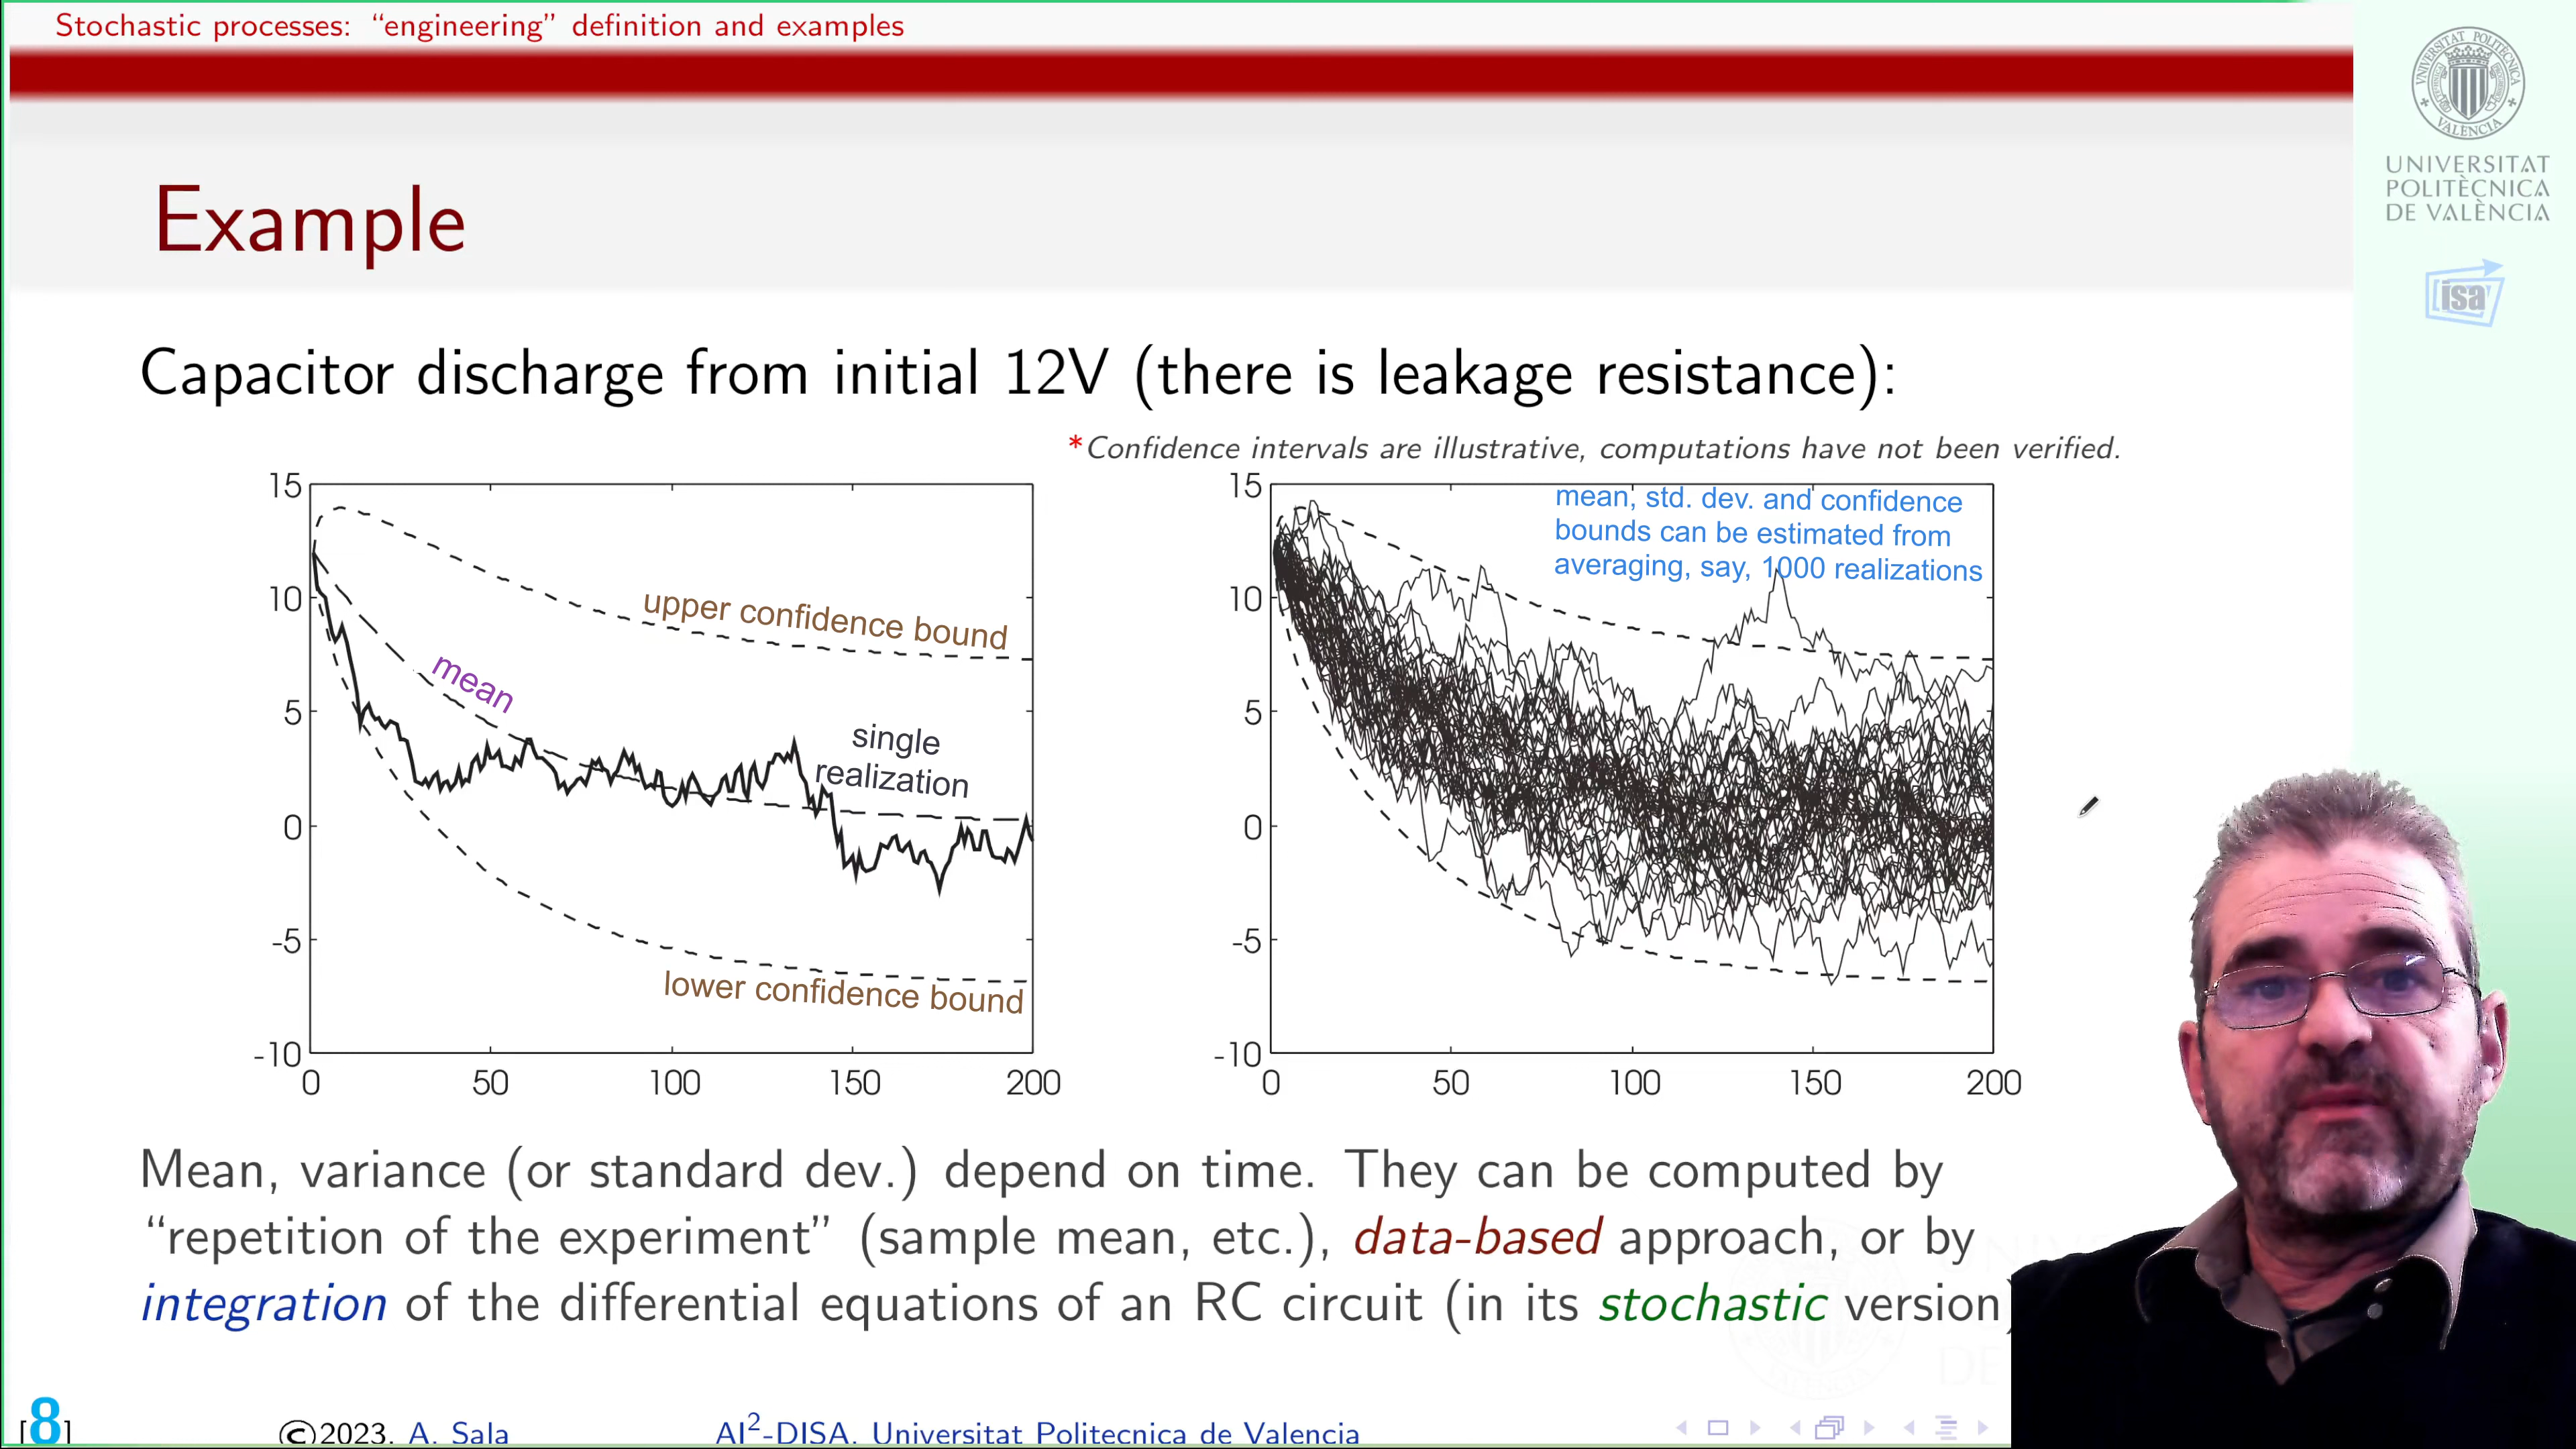 Stochastic processes: “engineering” definition and examples
UNIVERSITAT
POLITÈCNICA
DE VALÈNCIA
isa
Example
Capacitor discharge from initial 12V (there is leakage resistance):
*Confidence intervals are illustrative, computations have not been verified.
15
10
5
0
-5
-10
0 50 100 150 200
upper confidence bound
mean
single
realization
lower confidence bound
15
10
5
0
-5
-10
0 50 100 150 200
mean, std. dev. and confidence
bounds can be estimated from
averaging, say, 1000 realizations
Mean, variance (or standard dev.) depend on time. They can be computed by
“repetition of the experiment” (sample mean, etc.), data-based approach, or by
integration of the differential equations of an RC circuit (in its stochastic version)
[8]
©2023, A. Sala
AI²-DISA, Universitat Politecnica de Valencia